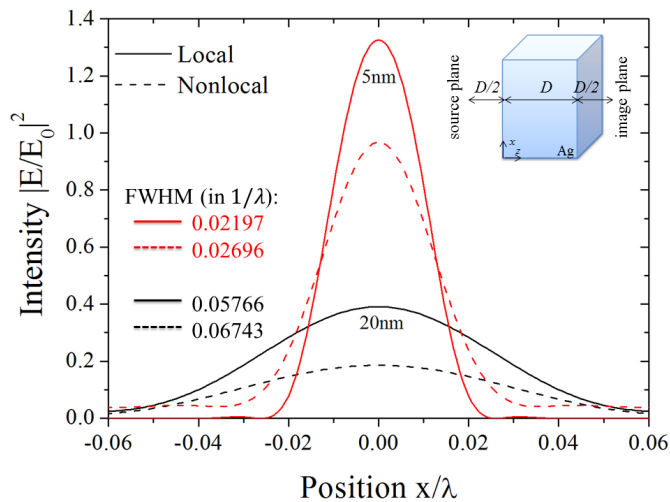 1.4
1.2
1.0
0.8
0.6
0.4
0.2
0.0
Intensity |E/E₀|²
Local
Nonlocal
5nm
20nm
FWHM (in 1/λ):
0.02197
0.02696
0.05766
0.06743
source plane
D/2
D
D/2
image plane
x
z
Ag
-0.06 -0.04 -0.02 0.00 0.02 0.04 0.06
Position x/λ